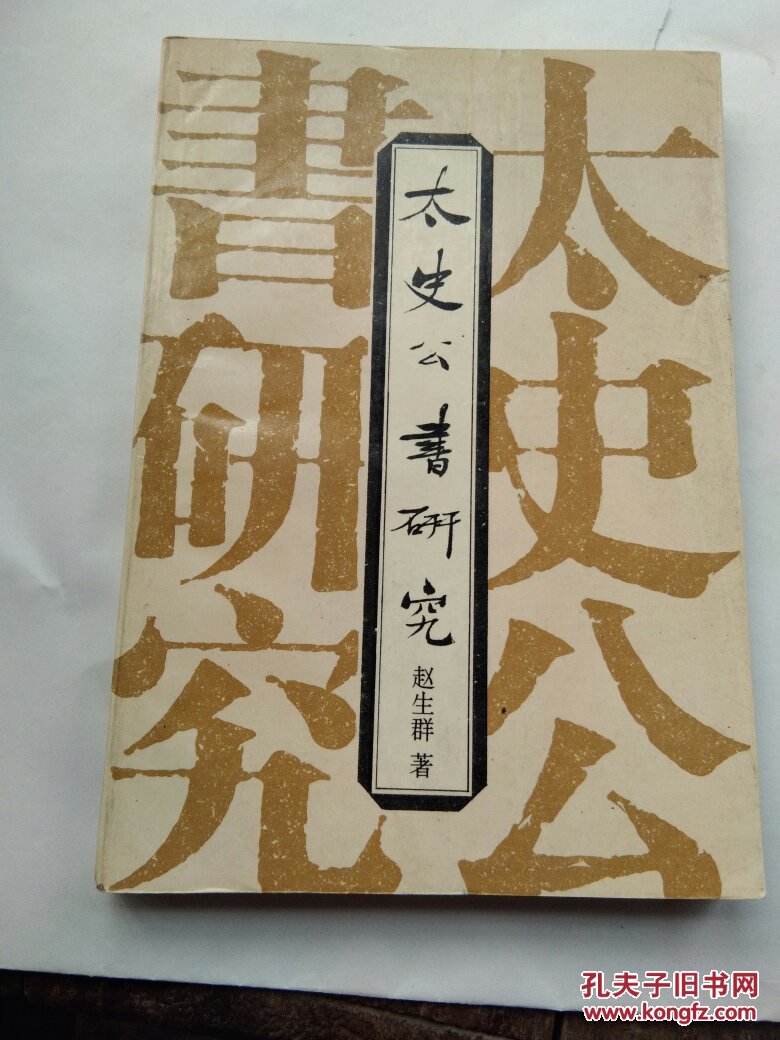 太史公
書研究
太史公書研究
赵生群 著
孔夫子旧书网
www.kongfz.com